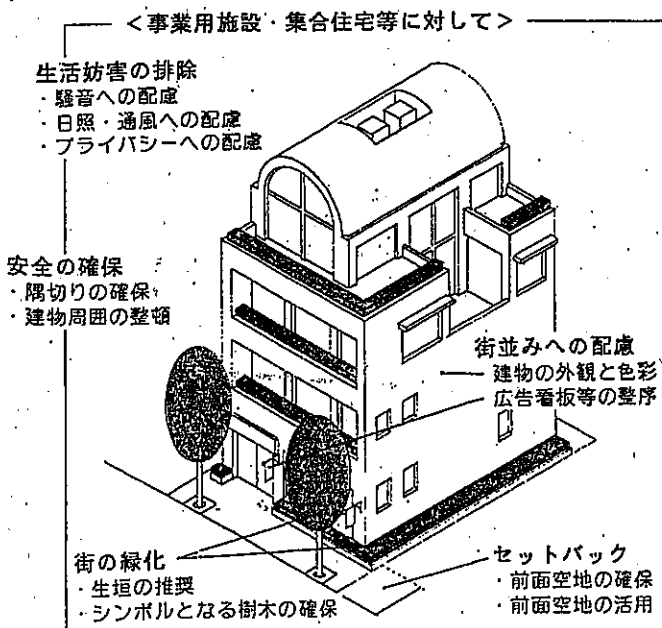 ＜事業用施設・集合住宅等に対して＞
生活妨害の排除
・騒音への配慮
・日照・通風への配慮
・プライバシーへの配慮
安全の確保
・隅切りの確保
・建物周囲の整頓
街並みへの配慮
建物の外観と色彩
広告看板等の整序
街の緑化
・生垣の推奨
・シンボルとなる樹木の確保
セットバック
・前面空地の確保
・前面空地の活用